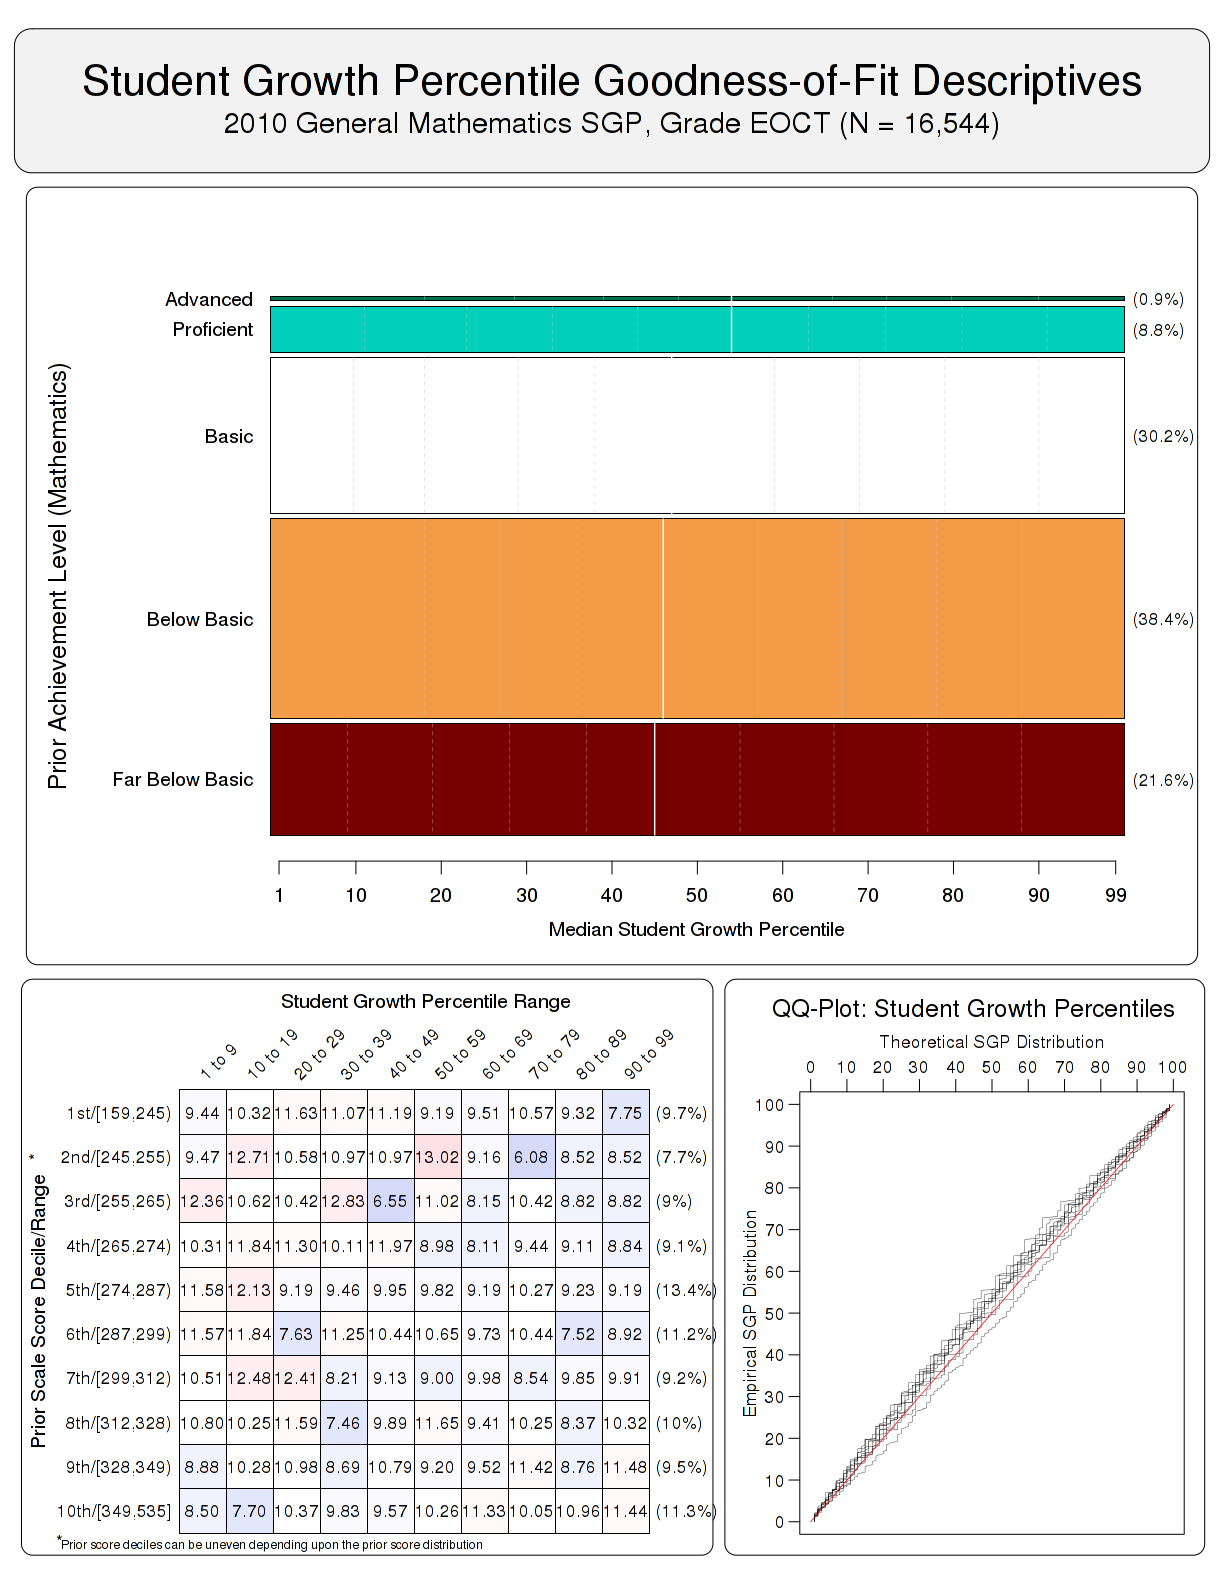 Student Growth Percentile Goodness-of-Fit Descriptives
2010 General Mathematics SGP, Grade EOCT (N = 16,544)
Prior Achievement Level (Mathematics)
Advanced (0.9%)
Proficient (8.8%)
Basic (30.2%)
Below Basic (38.4%)
Far Below Basic (21.6%)
1 10 20 30 40 50 60 70 80 90 99
Median Student Growth Percentile
Student Growth Percentile Range
1 to 9 10 to 19 20 to 29 30 to 39 40 to 49 50 to 59 60 to 69 70 to 79 80 to 89 90 to 99
Prior Scale Score Decile/Range *
1st/[159,245) 9.44 10.32 11.63 11.07 11.19 9.19 9.51 10.57 9.32 7.75 (9.7%)
2nd/[245,255) 9.47 12.71 10.58 10.97 10.97 13.02 9.16 6.08 8.52 8.52 (7.7%)
3rd/[255,265) 12.36 10.62 10.42 12.83 6.55 11.02 8.15 10.42 8.82 8.82 (9%)
4th/[265,274) 10.31 11.84 11.30 10.11 11.97 8.98 8.11 9.44 9.11 8.84 (9.1%)
5th/[274,287) 11.58 12.13 9.19 9.46 9.95 9.82 9.19 10.27 9.23 9.19 (13.4%)
6th/[287,299) 11.57 11.84 7.63 11.25 10.44 10.65 9.73 10.44 7.52 8.92 (11.2%)
7th/[299,312) 10.51 12.48 12.41 8.21 9.13 9.00 9.98 8.54 9.85 9.91 (9.2%)
8th/[312,328) 10.80 10.25 11.59 7.46 9.89 11.65 9.41 10.25 8.37 10.32 (10%)
9th/[328,349) 8.88 10.28 10.98 8.69 10.79 9.20 9.52 11.42 8.76 11.48 (9.5%)
10th/[349,535] 8.50 7.70 10.37 9.83 9.57 10.26 11.33 10.05 10.96 11.44 (11.3%)
*Prior score deciles can be uneven depending upon the prior score distribution
QQ-Plot: Student Growth Percentiles
Theoretical SGP Distribution
0 10 20 30 40 50 60 70 80 90 100
Empirical SGP Distribution
100
90
80
70
60
50
40
30
20
10
0